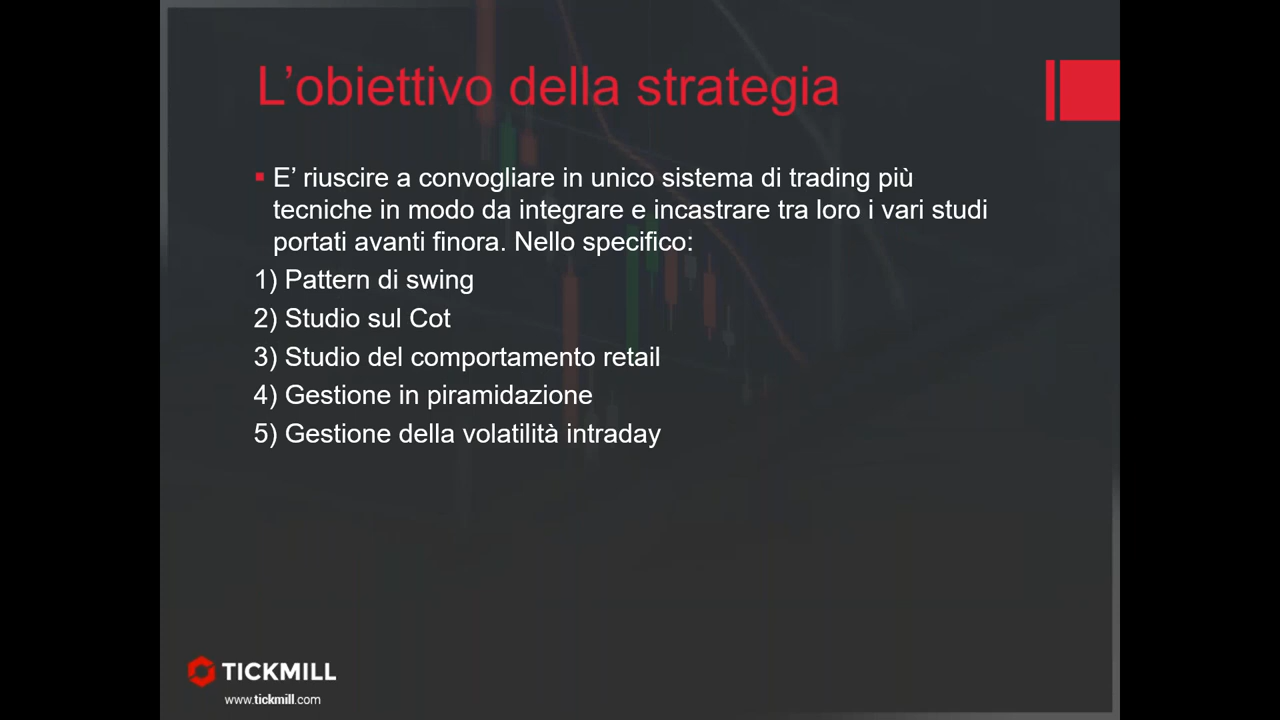 L’obiettivo della strategia
E’ riuscire a convogliare in unico sistema di trading più
tecniche in modo da integrare e incastrare tra loro i vari studi
portati avanti finora. Nello specifico:
1) Pattern di swing
2) Studio sul Cot
3) Studio del comportamento retail
4) Gestione in piramidazione
5) Gestione della volatilità intraday
TICKMILL
www.tickmill.com